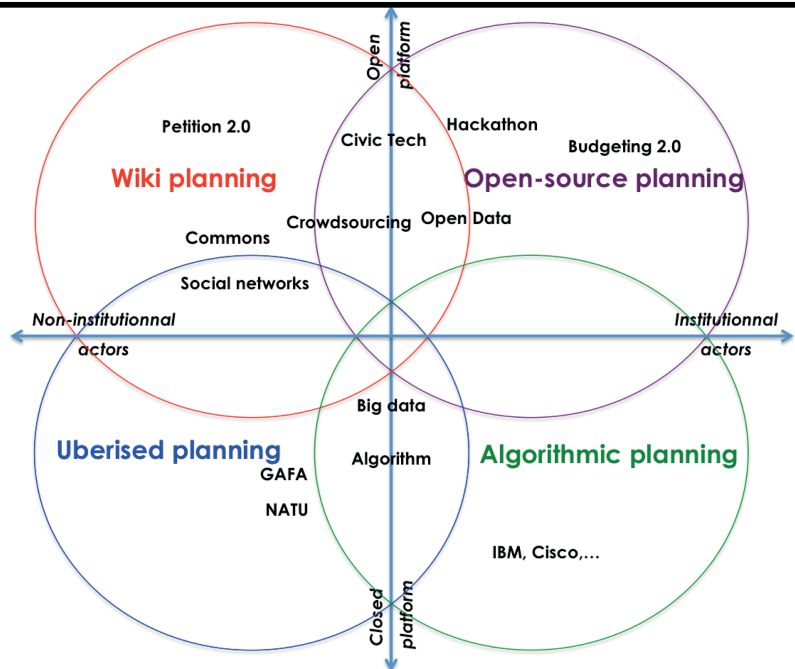 Open platform
Petition 2.0
Civic Tech
Hackathon
Budgeting 2.0
Wiki planning
Open-source planning
Crowdsourcing
Open Data
Commons
Social networks
Non-institutionnal
actors
Institutionnal
actors
Big data
Uberised planning
Algorithm
Algorithmic planning
GAFA
NATU
IBM, Cisco,...
Closed platform